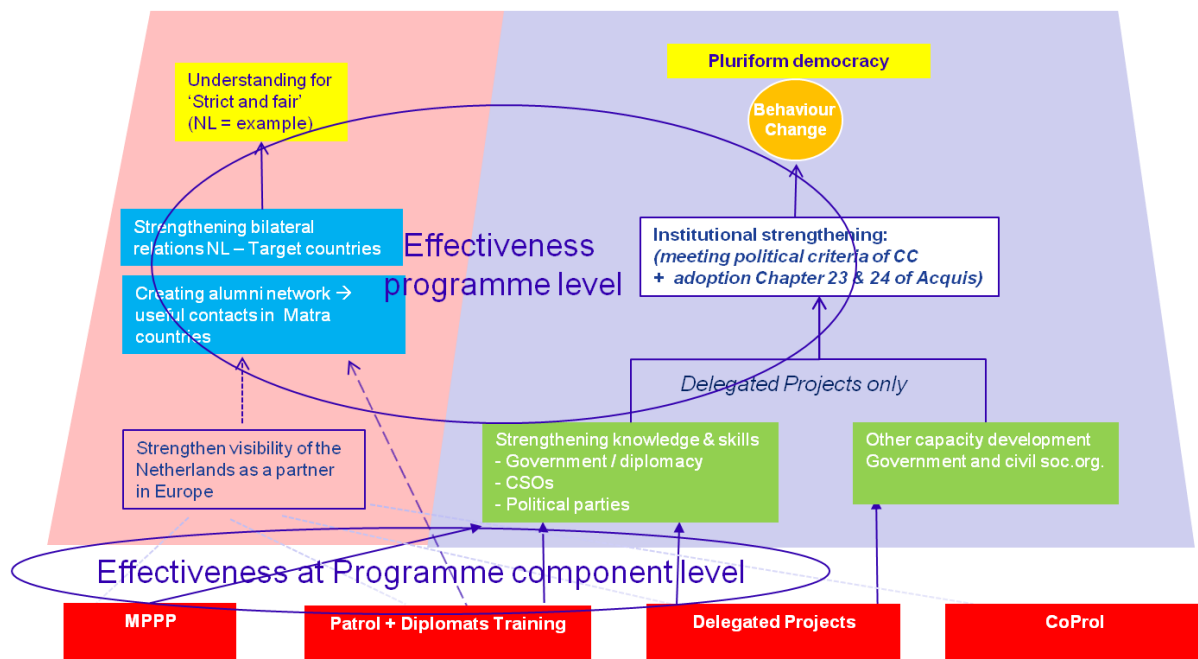 Pluriform democracy
Understanding for
‘Strict and fair’
(NL = example)
Behaviour
Change
Strengthening bilateral
relations NL – Target countries
Institutional strengthening:
(meeting political criteria of CC
+ adoption Chapter 23 & 24 of Acquis)
Effectiveness
programme level
Creating alumni network →
useful contacts in Matra
countries
Delegated Projects only
Strengthen visibility of the
Netherlands as a partner
in Europe
Strengthening knowledge & skills
- Government / diplomacy
- CSOs
- Political parties
Other capacity development
Government and civil soc.org.
Effectiveness at Programme component level
MPPP
Patrol + Diplomats Training
Delegated Projects
CoProl